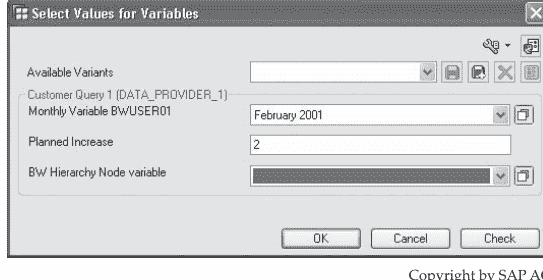 Select Values for Variables
Available Variants
Customer Query 1 (DATA_PROVIDER_1)
Monthly Variable BWUSER01 February 2001
Planned Increase 2
BW Hierarchy Node variable
OK Cancel Check
Copyright by SAP AG